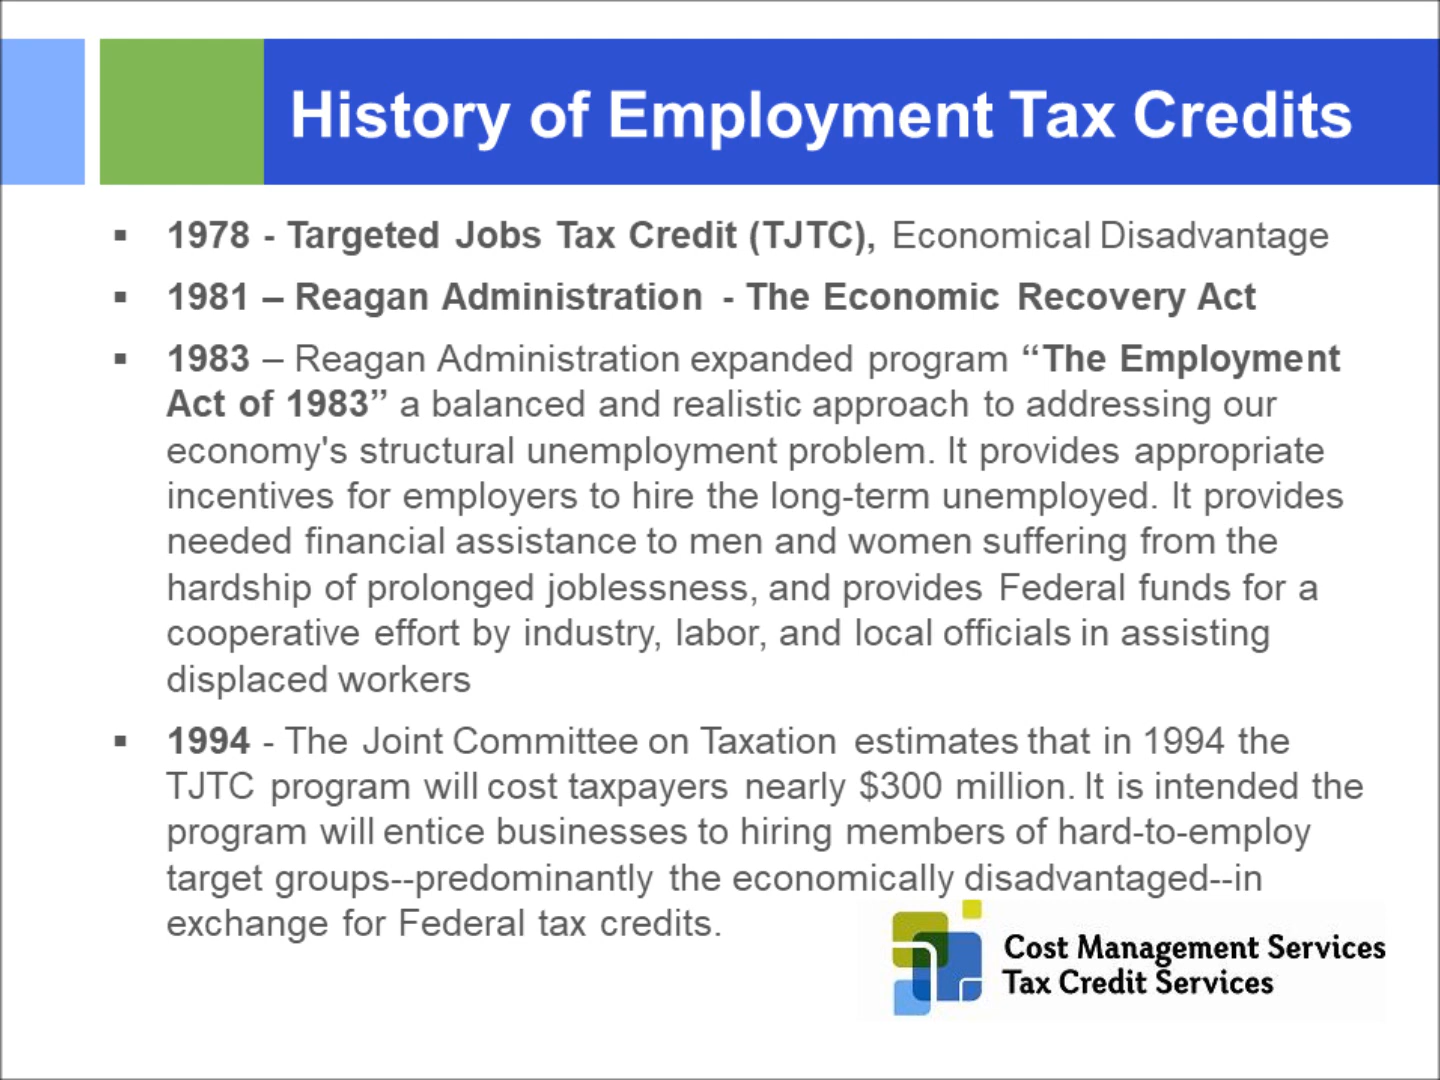 History of Employment Tax Credits
▪ 1978 - Targeted Jobs Tax Credit (TJTC), Economical Disadvantage
▪ 1981 – Reagan Administration - The Economic Recovery Act
▪ 1983 – Reagan Administration expanded program “The Employment
Act of 1983” a balanced and realistic approach to addressing our
economy's structural unemployment problem. It provides appropriate
incentives for employers to hire the long-term unemployed. It provides
needed financial assistance to men and women suffering from the
hardship of prolonged joblessness, and provides Federal funds for a
cooperative effort by industry, labor, and local officials in assisting
displaced workers
▪ 1994 - The Joint Committee on Taxation estimates that in 1994 the
TJTC program will cost taxpayers nearly $300 million. It is intended the
program will entice businesses to hiring members of hard-to-employ
target groups--predominantly the economically disadvantaged--in
exchange for Federal tax credits.
Cost Management Services
Tax Credit Services